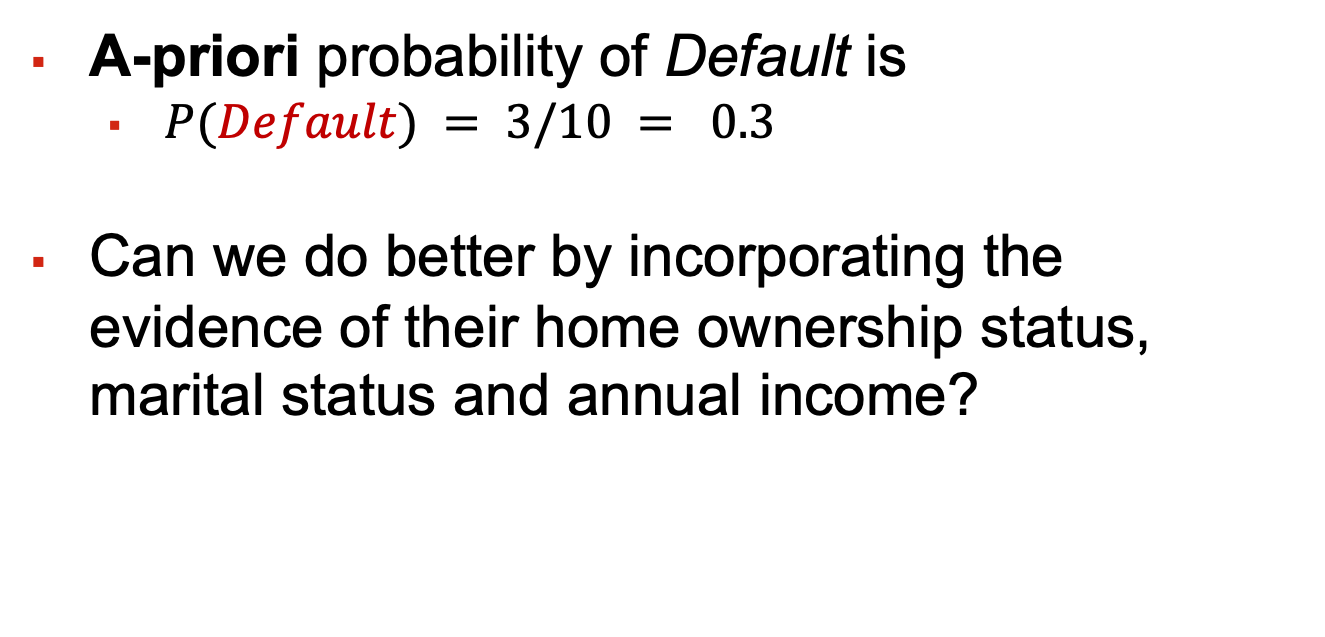 ▪ A-priori probability of Default is
▪ P(Default) = 3/10 = 0.3
▪ Can we do better by incorporating the
evidence of their home ownership status,
marital status and annual income?